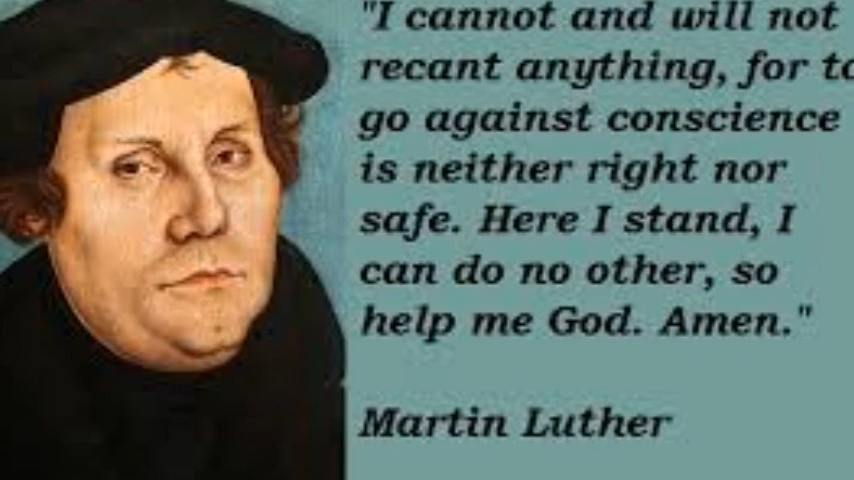 "I cannot and will not
recant anything, for to
go against conscience
is neither right nor
safe. Here I stand, I
can do no other, so
help me God. Amen."
Martin Luther